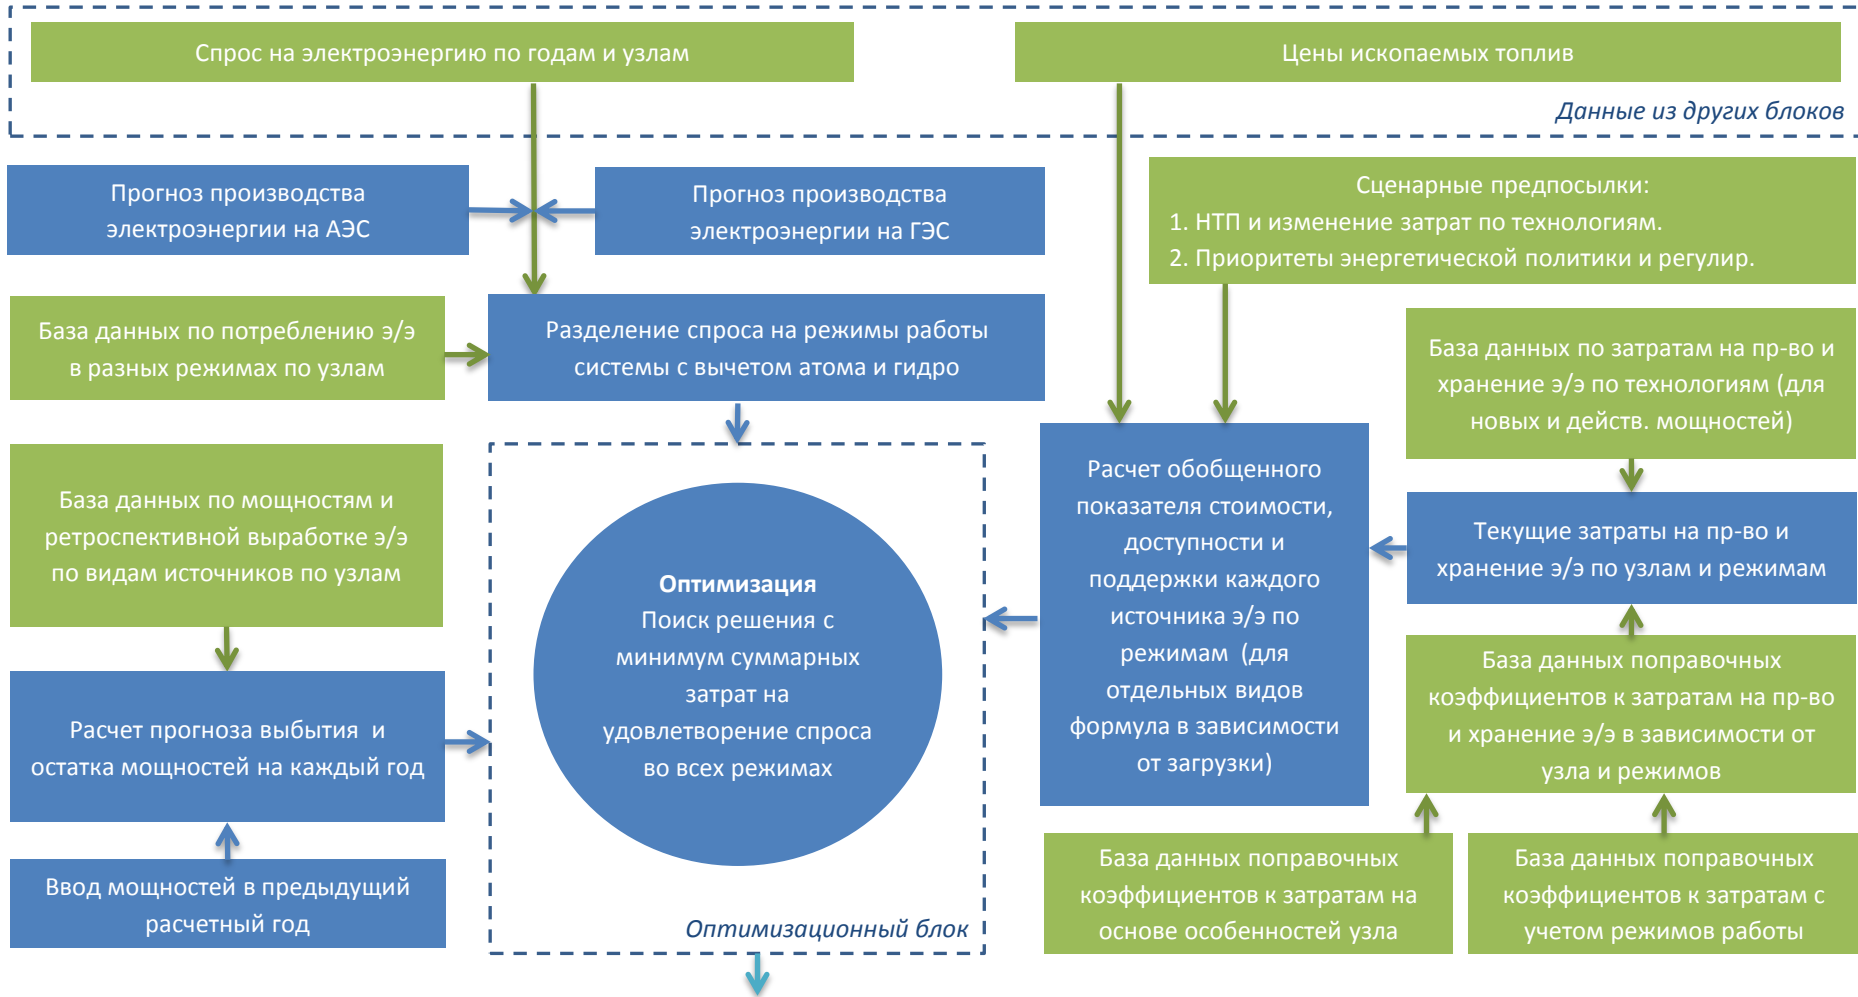 Спрос на электроэнергию по годам и узлам
Цены ископаемых топлив
Данные из других блоков
Прогноз производства
электроэнергии на АЭС
Прогноз производства
электроэнергии на ГЭС
Сценарные предпосылки:
1. НТП и изменение затрат по технологиям.
2. Приоритеты энергетической политики и регулир.
База данных по потреблению э/э
в разных режимах по узлам
Разделение спроса на режимы работы
системы с вычетом атома и гидро
База данных по затратам на пр-во и
хранение э/э по технологиям (для
новых и действ. мощностей)
База данных по мощностям и
ретроспективной выработке э/э
по видам источников по узлам
Оптимизация
Поиск решения с
минимум суммарных
затрат на
удовлетворение спроса
во всех режимах
Расчет обобщенного
показателя стоимости,
доступности и
поддержки каждого
источника э/э по
режимам (для
отдельных видов
формула в зависимости
от загрузки)
Текущие затраты на пр-во и
хранение э/э по узлам и режимам
База данных поправочных
коэффициентов к затратам на пр-во
и хранение э/э в зависимости от
узла и режимов
Расчет прогноза выбытия и
остатка мощностей на каждый год
Ввод мощностей в предыдущий
расчетный год
Оптимизационный блок
База данных поправочных
коэффициентов к затратам на
основе особенностей узла
База данных поправочных
коэффициентов к затратам с
учетом режимов работы